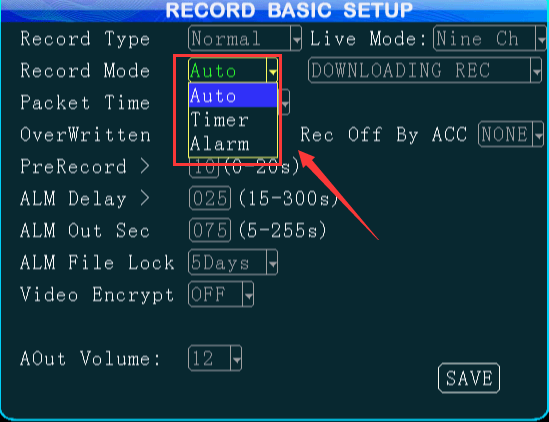 RECORD BASIC SETUP
Record Type Normal Live Mode: Nine Ch
Record Mode Auto DOWNLOADING REC
Auto
Packet Time
Timer
OverWritten Rec Off By ACC NONE
Alarm
PreRecord > 10 (0-20s)
ALM Delay > 025 (15-300s)
ALM Out Sec 075 (5-255s)
ALM File Lock 5Days
Video Encrypt OFF
AOut Volume: 12
SAVE